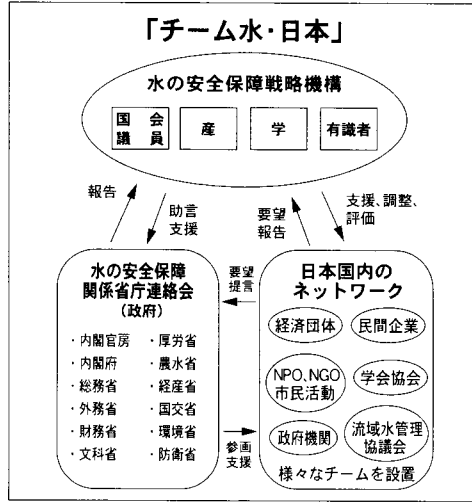 「チーム水・日本」
水の安全保障戦略機構
国会
議員
産
学
有識者
報告
助言
支援
要望
報告
支援、調整、
評価
水の安全保障
関係省庁連絡会
(政府)
・内閣官房
・内閣府
・総務省
・外務省
・財務省
・文科省
・厚労省
・農水省
・経産省
・国交省
・環境省
・防衛省
要望
提言
参画
支援
日本国内の
ネットワーク
経済団体
民間企業
NPO、NGO
市民活動
学会協会
政府機関
流域水管理
協議会
様々なチームを設置